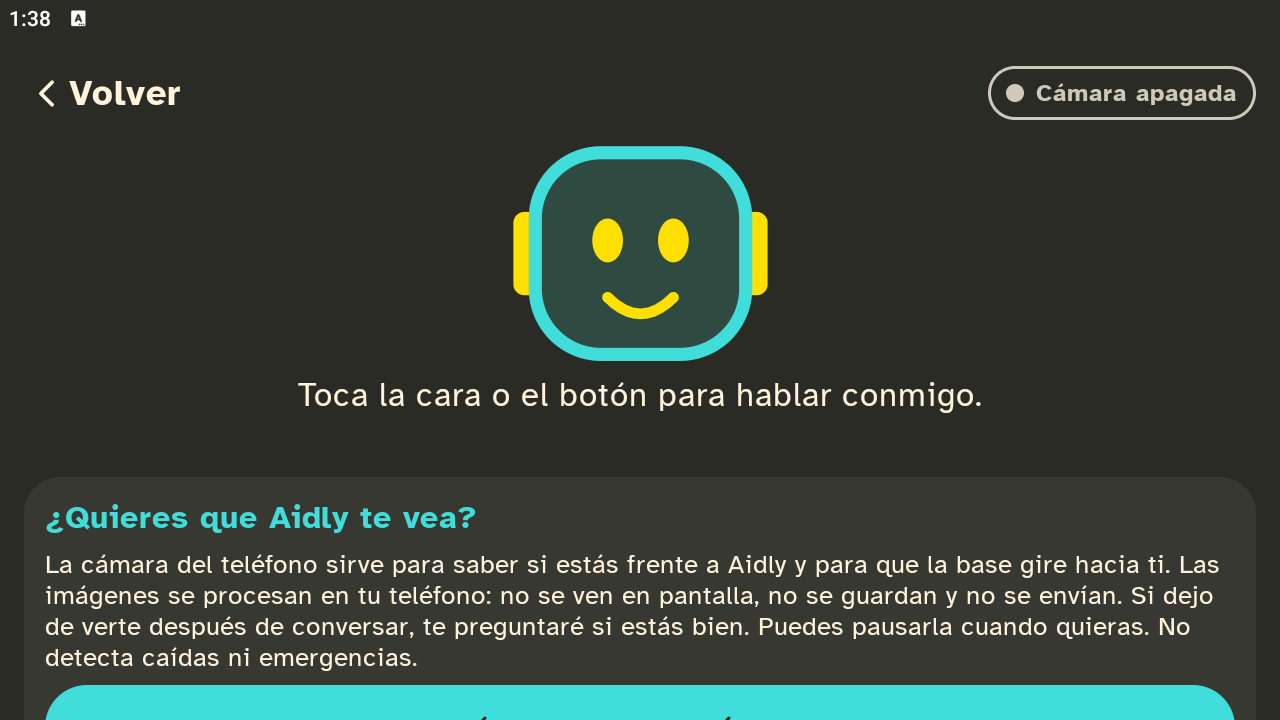 1:38
Volver
Cámara apagada
Toca la cara o el botón para hablar conmigo.
¿Quieres que Aidly te vea?
La cámara del teléfono sirve para saber si estás frente a Aidly y para que la base gire hacia ti. Las
imágenes se procesan en tu teléfono: no se ven en pantalla, no se guardan y no se envían. Si dejo
de verte después de conversar, te preguntaré si estás bien. Puedes pausarla cuando quieras. No
detecta caídas ni emergencias.